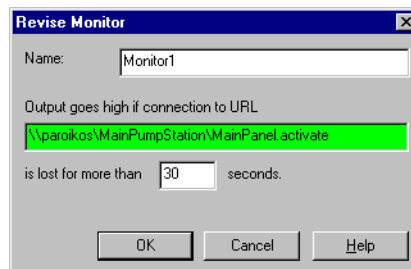 Revise Monitor
Name: Monitor1
Output goes high if connection to URL
\\paroikos\MainPumpStation\MainPanel.activate
is lost for more than 30 seconds.
OK Cancel Help